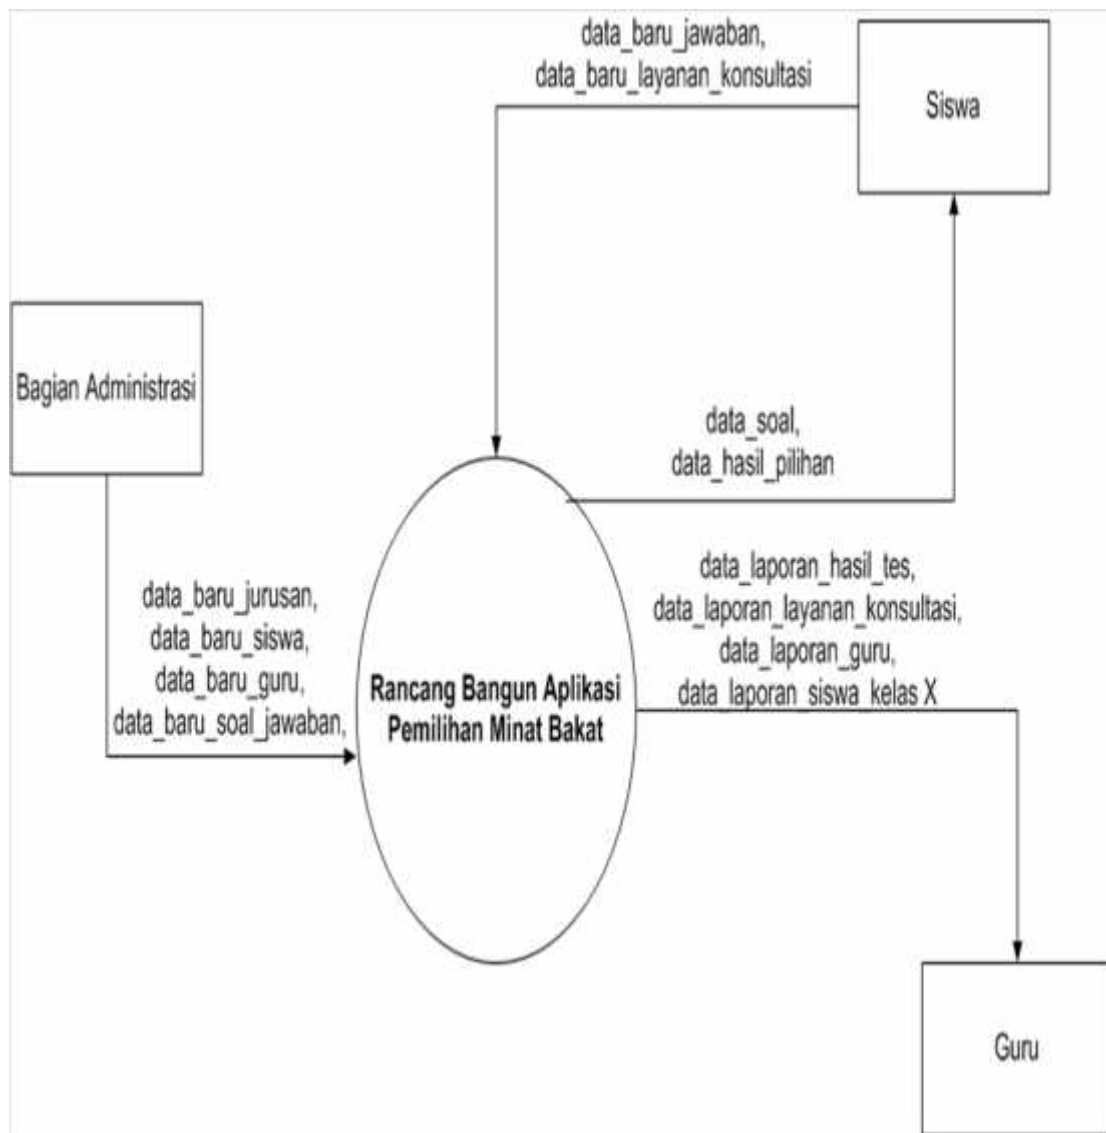 data_baru_jawaban,
data_baru_layanan_konsultasi
Siswa
Bagian Administrasi
data_soal,
data_hasil_pilihan
data_baru_jurusan,
data_baru_siswa,
data_baru_guru,
data_baru_soal_jawaban,
Rancang Bangun Aplikasi
Pemilihan Minat Bakat
data_laporan_hasil_tes,
data_laporan_layanan_konsultasi,
data_laporan_guru,
data_laporan_siswa_kelas X
Guru